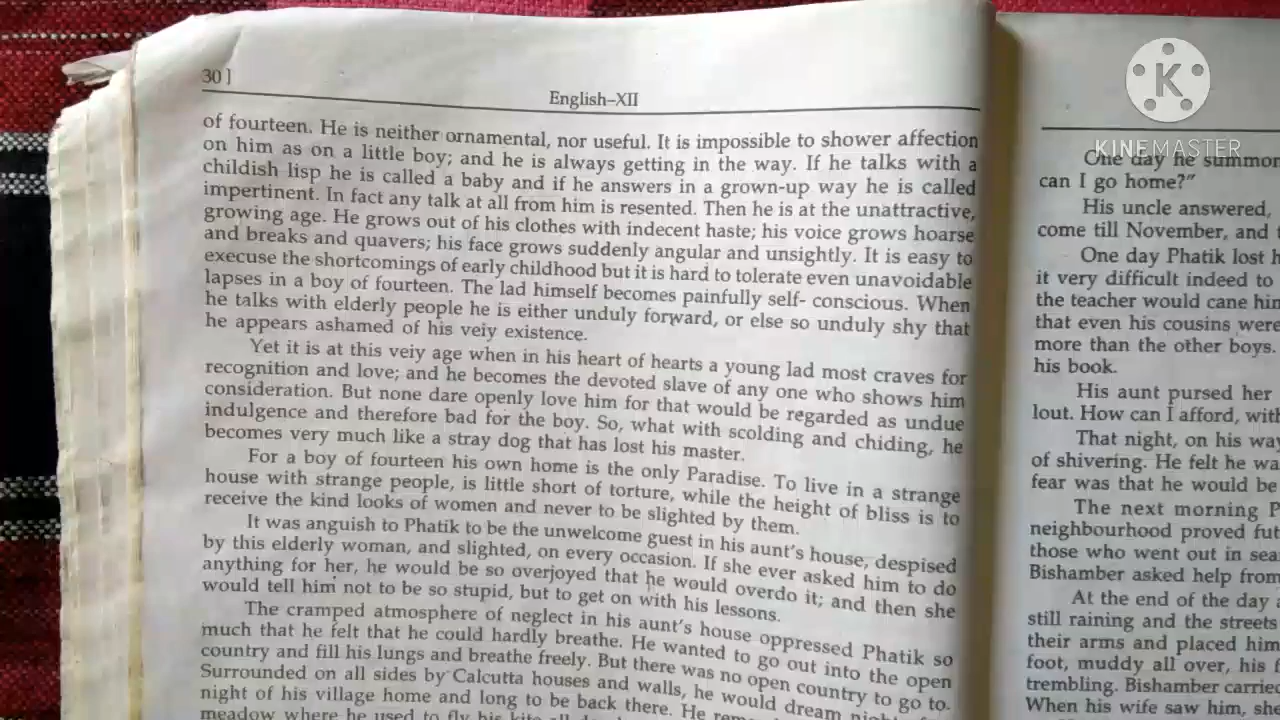 30 ]
English–XII
of fourteen. He is neither ornamental, nor useful. It is impossible to shower affection
on him as on a little boy; and he is always getting in the way. If he talks with a
childish lisp he is called a baby and if he answers in a grown-up way he is called
impertinent. In fact any talk at all from him is resented. Then he is at the unattractive,
growing age. He grows out of his clothes with indecent haste; his voice grows hoarse
and breaks and quavers; his face grows suddenly angular and unsightly. It is easy to
execuse the shortcomings of early childhood but it is hard to tolerate even unavoidable
lapses in a boy of fourteen. The lad himself becomes painfully self- conscious. When
he talks with elderly people he is either unduly forward, or else so unduly shy that
he appears ashamed of his veiy existence.
Yet it is at this veiy age when in his heart of hearts a young lad most craves for
recognition and love; and he becomes the devoted slave of any one who shows him
consideration. But none dare openly love him for that would be regarded as undue
indulgence and therefore bad for the boy. So, what with scolding and chiding, he
becomes very much like a stray dog that has lost his master.
For a boy of fourteen his own home is the only Paradise. To live in a strange
house with strange people, is little short of torture, while the height of bliss is to
receive the kind looks of women and never to be slighted by them.
It was anguish to Phatik to be the unwelcome guest in his aunt's house, despised
by this elderly woman, and slighted, on every occasion. If she ever asked him to do
anything for her, he would be so overjoyed that he would overdo it; and then she
would tell him not to be so stupid, but to get on with his lessons.
The cramped atmosphere of neglect in his aunt's house oppressed Phatik so
much that he felt that he could hardly breathe. He wanted to go out into the open
country and fill his lungs and breathe freely. But there was no open country to go to.
Surrounded on all sides by Calcutta houses and walls, he would dream night
night of his village home and long to be back there. He
meadow where he used to fly his kite all
K
KINEMASTER
One day he summon
can I go home?"
His uncle answered,
come till November, and
One day Phatik lost
it very difficult indeed to
the teacher would cane him
that even his cousins were
more than the other boys.
his book.
His aunt pursed her
lout. How can I afford, with
That night, on his way
of shivering. He felt he wa
fear was that he would be
The next morning P
neighbourhood proved fut
those who went out in sea
Bishamber asked help from
At the end of the day
still raining and the streets
their arms and placed him
foot, muddy all over, his
trembling. Bishamber carried
When his wife saw him, she